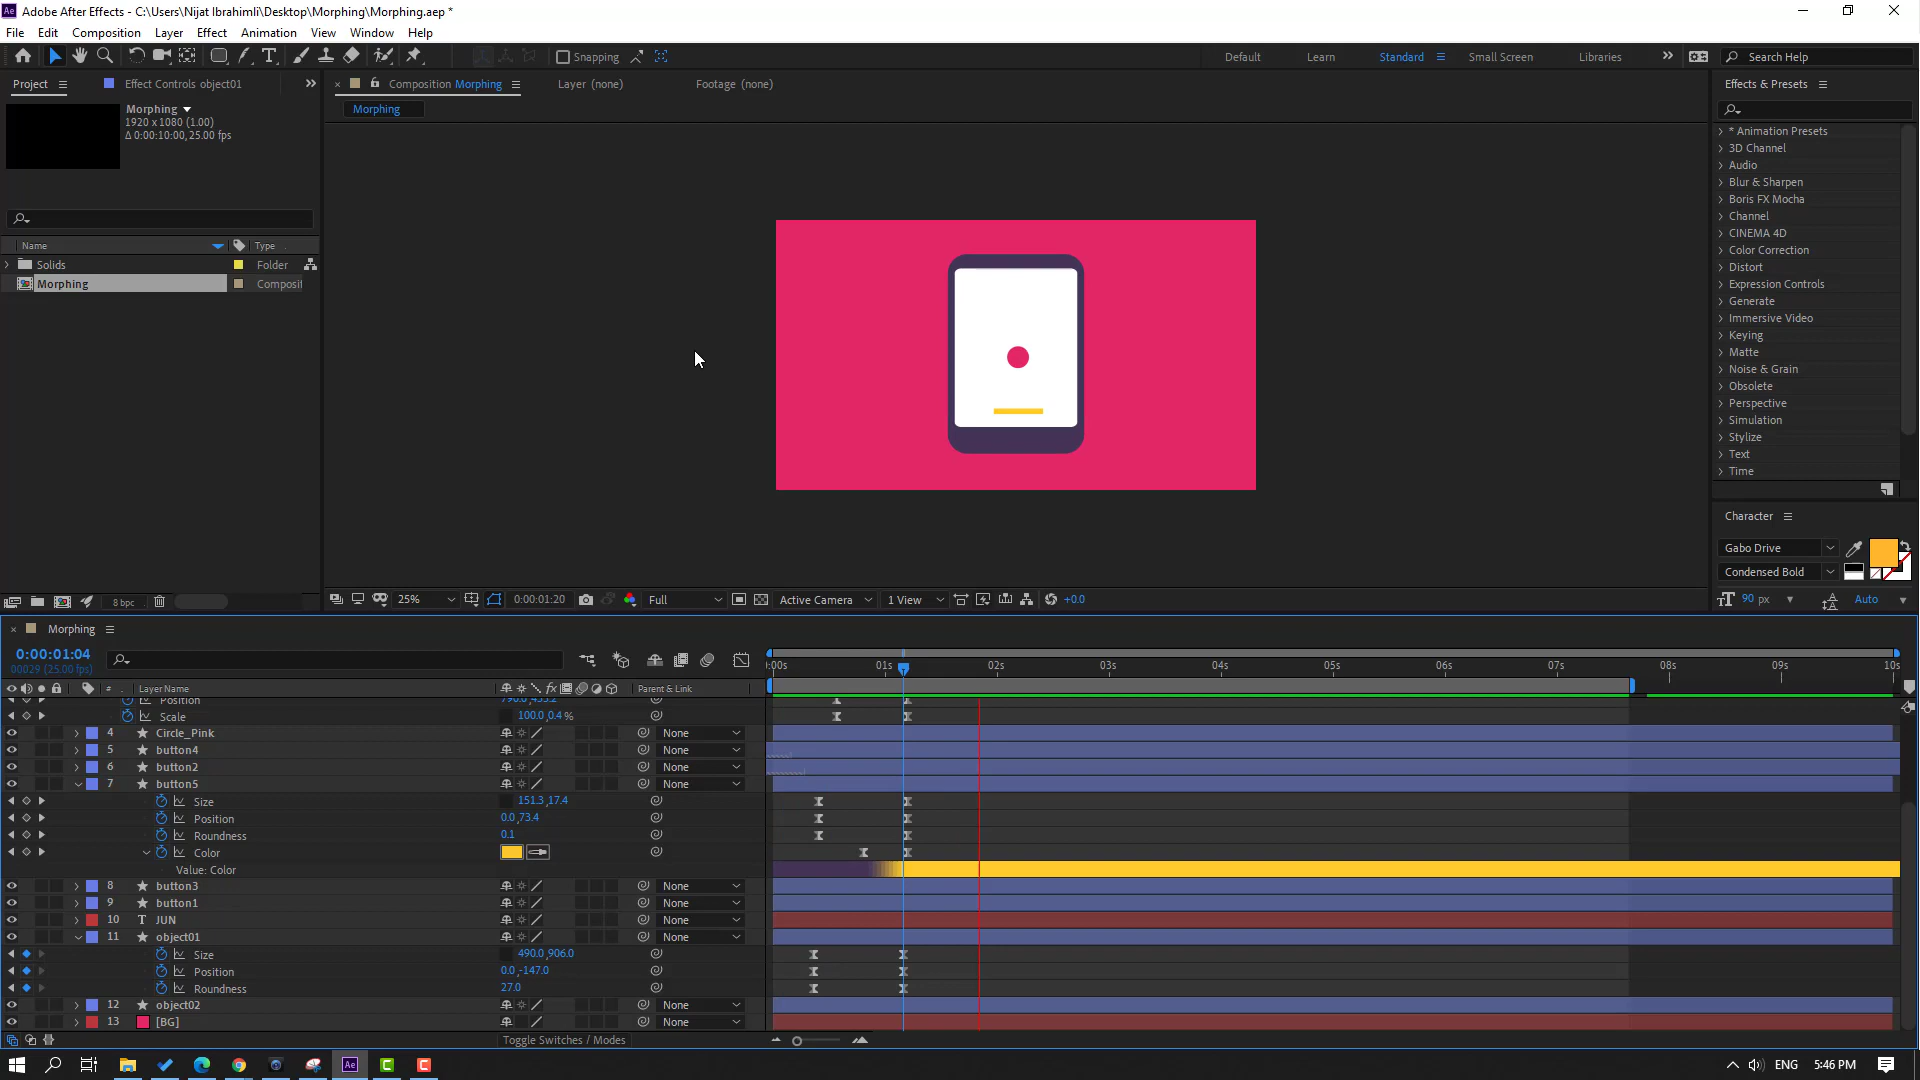 Adobe After Effects - C:\Users\Nijat Ibrahimli\Desktop\Morphing\Morphing.aep *
File Edit Composition Layer Effect Animation View Window Help
Snapping Default Learn Standard Small Screen Libraries Search Help
Project Effect Controls object01
Composition Morphing Layer (none) Footage (none)
Effects & Presets
Morphing
1920 x 1080 (1.00)
Δ 0:00:10:00, 25.00 fps
Morphing
Name Type
Solids Folder
Morphing Composit
* Animation Presets
3D Channel
Audio
Blur & Sharpen
Boris FX Mocha
Channel
CINEMA 4D
Color Correction
Distort
Expression Controls
Generate
Immersive Video
Keying
Matte
Noise & Grain
Obsolete
Perspective
Simulation
Stylize
Text
Time
Character
Gabo Drive
Condensed Bold
90 px Auto
8 bpc
25% 0:00:01:20 Full Active Camera 1 View +0.0
Morphing
0:00:01:04
00029 (25.00 fps)
:00s 01s 02s 03s 04s 05s 06s 07s 08s 09s 10s
# Layer Name Parent & Link
Position
Scale 100.0,0.4%
4 Circle_Pink None
5 button4 None
6 button2 None
7 button5 None
Size 151.3,17.4
Position 0.0,73.4
Roundness 0.1
Color
Value: Color
8 button3 None
9 button1 None
10 T JUN None
11 object01 None
Size 490.0,906.0
Position 0.0,-147.0
Roundness 27.0
12 object02 None
13 [BG] None
Toggle Switches / Modes
ENG 5:46 PM